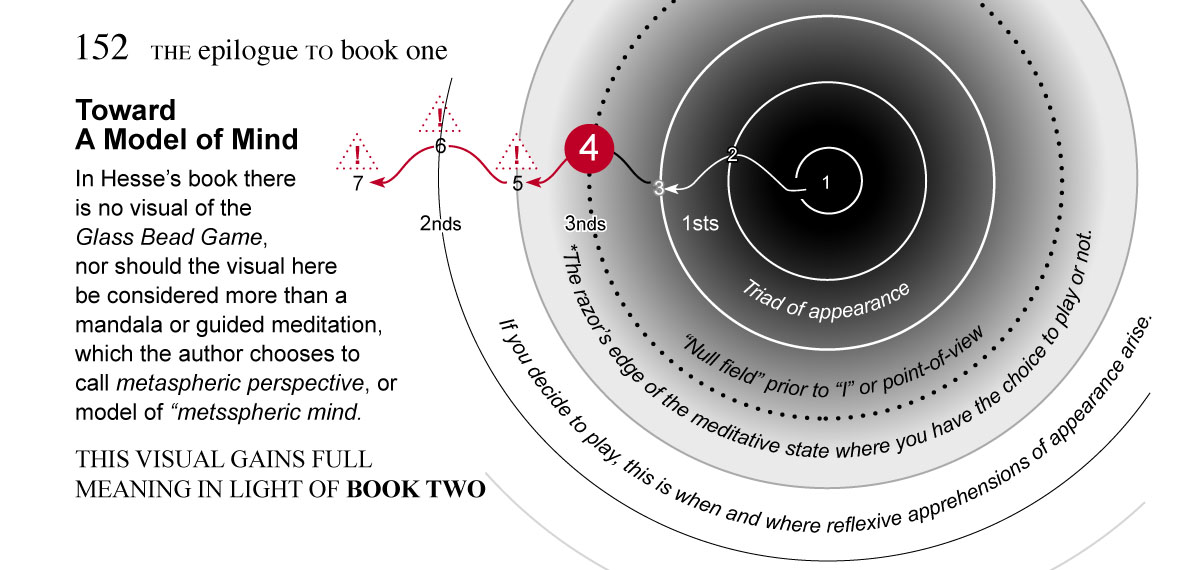 152 THE epilogue TO book one
Toward
A Model of Mind
In Hesse’s book there
is no visual of the
Glass Bead Game,
nor should the visual here
be considered more than a
mandala or guided meditation,
which the author chooses to
call metaspheric perspective, or
model of “metsspheric mind.
THIS VISUAL GAINS FULL
MEANING IN LIGHT OF BOOK TWO
!
!
!
7
6
5
4
3
2
1
2nds
3nds
1sts
Triad of appearance
“Null field” prior to “I” or point-of-view
*The razor’s edge of the meditative state where you have the choice to play or not.
If you decide to play, this is when and where reflexive apprehensions of appearance arise.